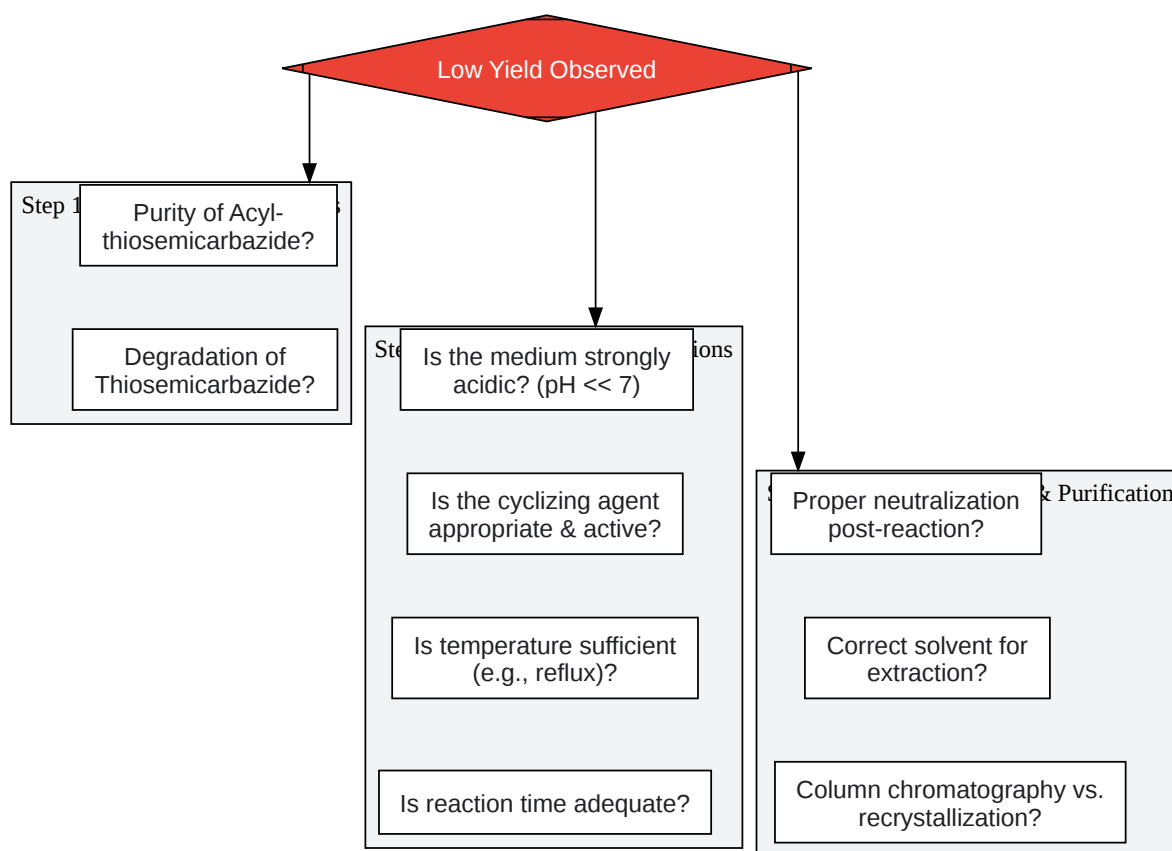 Low Yield Observed
Step 1
Purity of Acyl-
thiosemicarbazide?
Degradation of
Thiosemicarbazide?
Is the medium strongly
acidic? (pH << 7)
Is the cyclizing agent
appropriate & active?
Is temperature sufficient
(e.g., reflux)?
Is reaction time adequate?
& Purification
Proper neutralization
post-reaction?
Correct solvent for
extraction?
Column chromatography vs.
recrystallization?